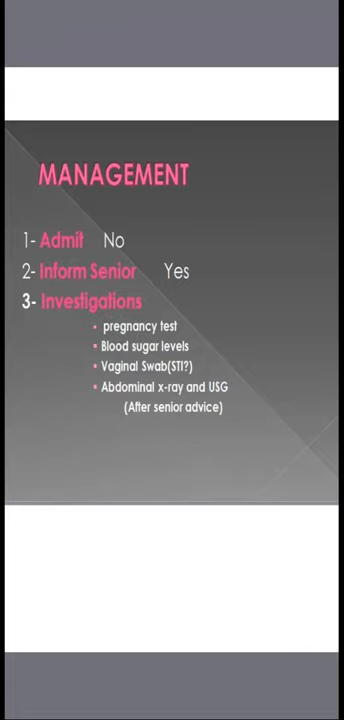 MANAGEMENT
1- Admit No
2- Inform Senior Yes
3- Investigations
▪ pregnancy test
▪ Blood sugar levels
▪ Vaginal Swab(STI?)
▪ Abdominal x-ray and USG
(After senior advice)